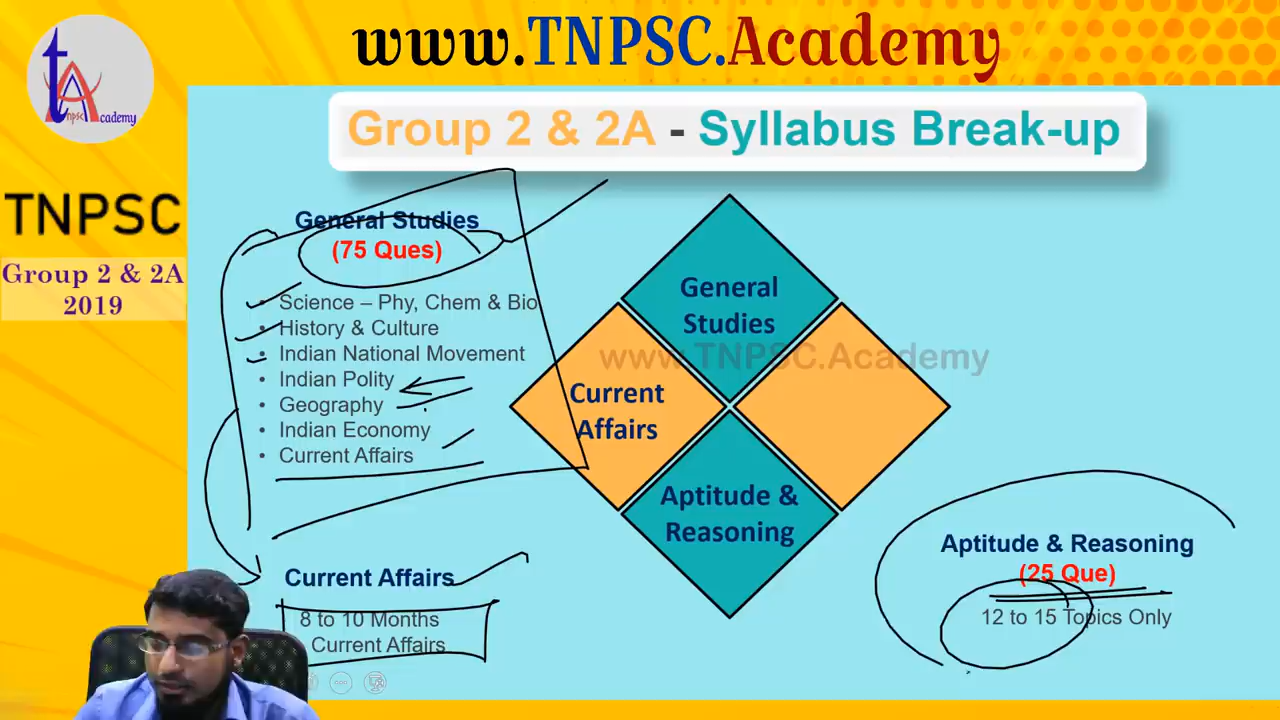 www.TNPSC.Academy
tA
TNPSC Academy
Group 2 & 2A - Syllabus Break-up
TNPSC
Group 2 & 2A
2019
General Studies
(75 Ques)
• Science – Phy, Chem & Bio
• History & Culture
• Indian National Movement
• Indian Polity
• Geography
• Indian Economy
• Current Affairs
General
Studies
www.TNPSC.Academy
Current
Affairs
Aptitude &
Reasoning
Current Affairs
8 to 10 Months
Current Affairs
Aptitude & Reasoning
(25 Que)
12 to 15 Topics Only